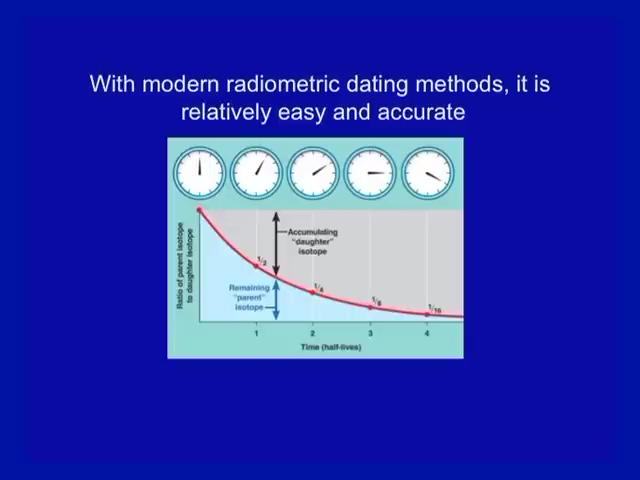 With modern radiometric dating methods, it is
relatively easy and accurate
Ratio of parent isotope
to daughter isotope
Accumulating
"daughter"
isotope
Remaining
"parent"
isotope
1/2
1/4
1/8
1/16
1 2 3 4
Time (half-lives)